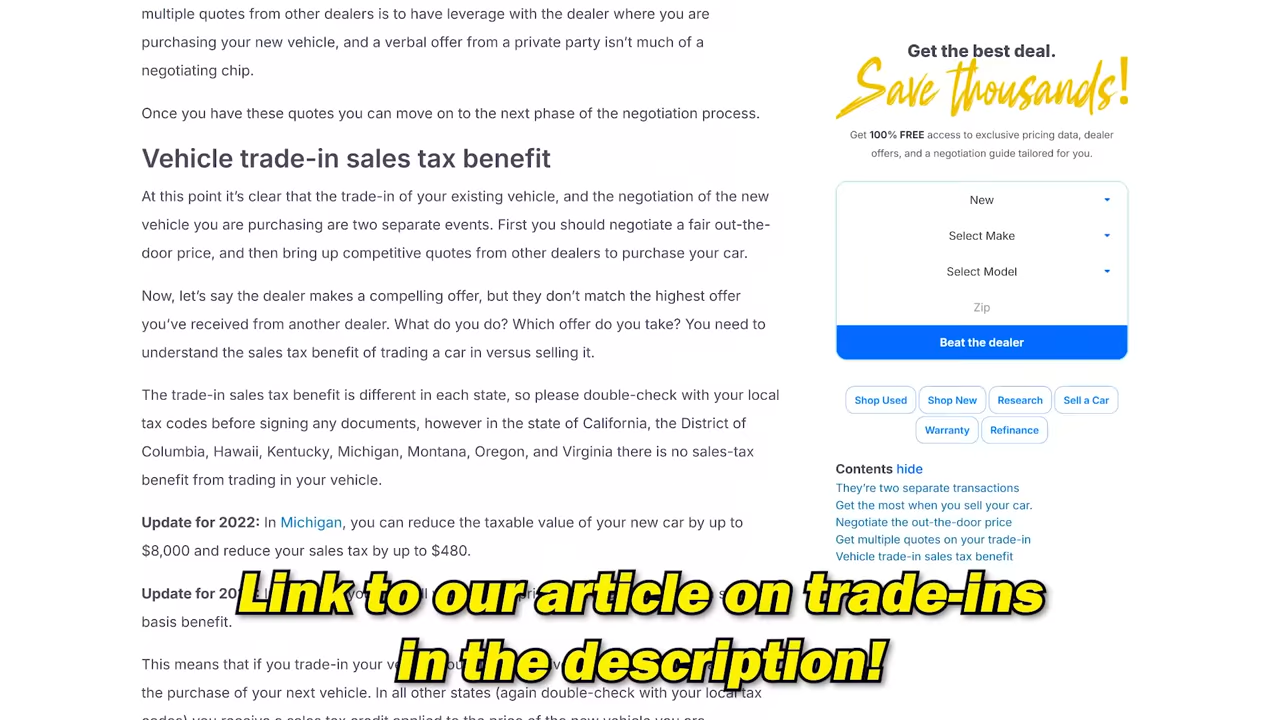 multiple quotes from other dealers is to have leverage with the dealer where you are
purchasing your new vehicle, and a verbal offer from a private party isn’t much of a
negotiating chip.
Once you have these quotes you can move on to the next phase of the negotiation process.
Vehicle trade-in sales tax benefit
At this point it’s clear that the trade-in of your existing vehicle, and the negotiation of the new
vehicle you are purchasing are two separate events. First you should negotiate a fair out-the-
door price, and then bring up competitive quotes from other dealers to purchase your car.
Now, let’s say the dealer makes a compelling offer, but they don’t match the highest offer
you’ve received from another dealer. What do you do? Which offer do you take? You need to
understand the sales tax benefit of trading a car in versus selling it.
The trade-in sales tax benefit is different in each state, so please double-check with your local
tax codes before signing any documents, however in the state of California, the District of
Columbia, Hawaii, Kentucky, Michigan, Montana, Oregon, and Virginia there is no sales-tax
benefit from trading in your vehicle.
Update for 2022: In Michigan, you can reduce the taxable value of your new car by up to
$8,000 and reduce your sales tax by up to $480.
Update for
basis benefit.
This means that if you trade-in your
the purchase of your next vehicle. In all other states (again double-check with your local tax
codes) you receive a sales tax credit applied to the price of the new vehicle you are
Get the best deal.
Save thousands!
Get 100% FREE access to exclusive pricing data, dealer
offers, and a negotiation guide tailored for you.
New
Select Make
Select Model
Zip
Beat the dealer
Shop Used
Shop New
Research
Sell a Car
Warranty
Refinance
Contents hide
They’re two separate transactions
Get the most when you sell your car.
Negotiate the out-the-door price
Get multiple quotes on your trade-in
Vehicle trade-in sales tax benefit
Link to our article on trade-ins
in the description!